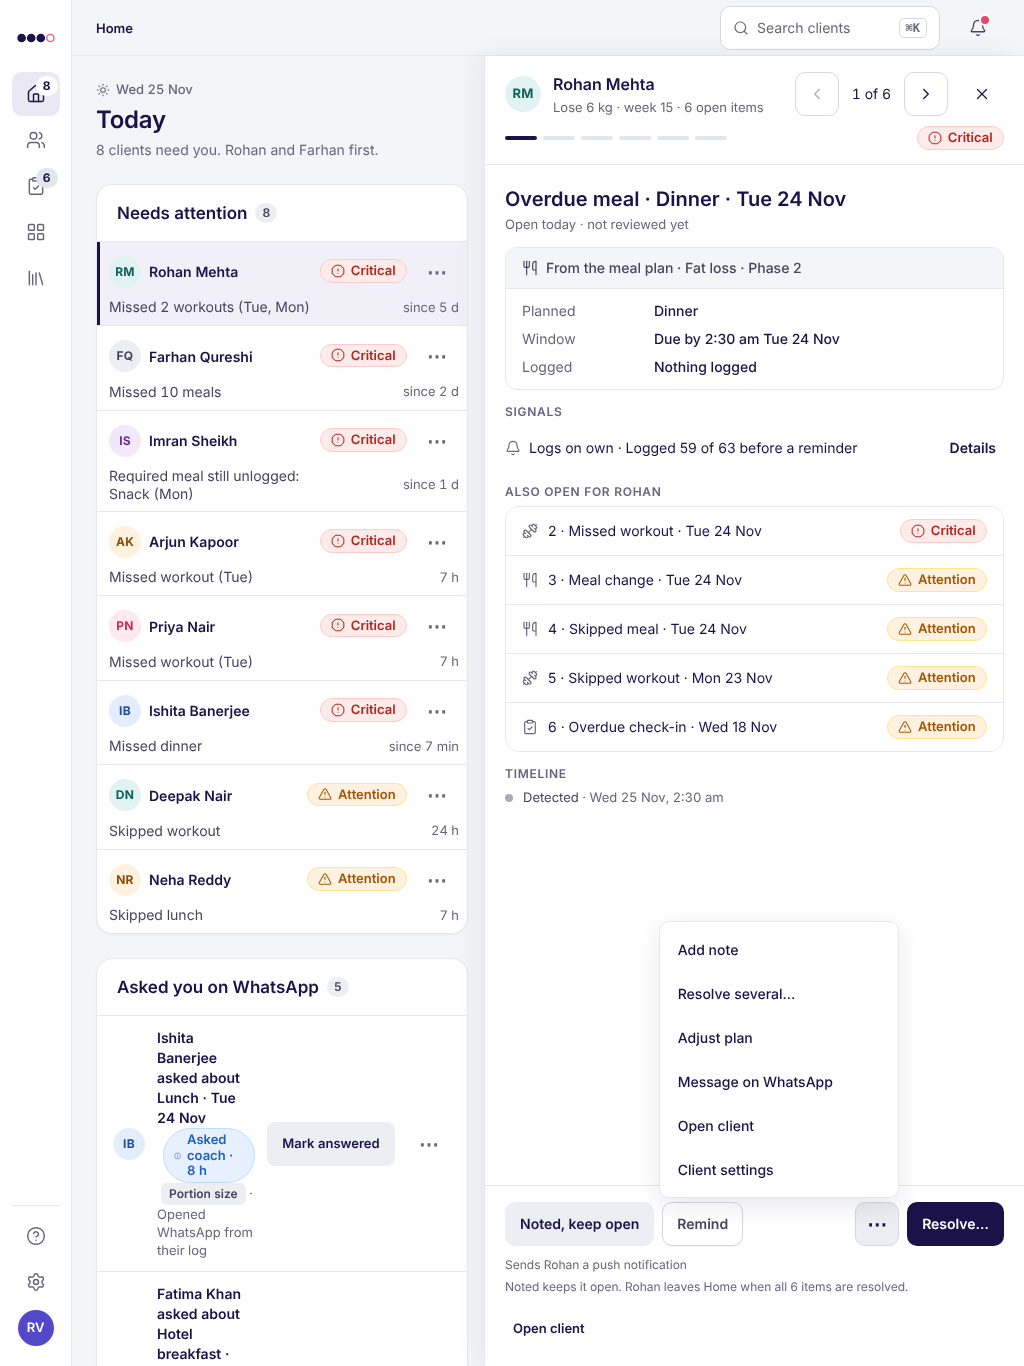 Home
Search clients
⌘K
8
6
Wed 25 Nov
Today
8 clients need you. Rohan and Farhan first.
Needs attention 8
RM Rohan Mehta Critical ...
Missed 2 workouts (Tue, Mon) since 5 d
FQ Farhan Qureshi Critical ...
Missed 10 meals since 2 d
IS Imran Sheikh Critical ...
Required meal still unlogged:
Snack (Mon)
since 1 d
AK Arjun Kapoor Critical ...
Missed workout (Tue) 7 h
PN Priya Nair Critical ...
Missed workout (Tue) 7 h
IB Ishita Banerjee Critical ...
Missed dinner since 7 min
DN Deepak Nair Attention ...
Skipped workout 24 h
NR Neha Reddy Attention ...
Skipped lunch 7 h
Asked you on WhatsApp 5
IB
Ishita
Banerjee
asked about
Lunch · Tue
24 Nov
Asked
coach ·
8 h
Portion size ·
Opened
WhatsApp from
their log
Mark answered ...
Fatima Khan
asked about
Hotel
breakfast ·
RV
RM Rohan Mehta
Lose 6 kg · week 15 · 6 open items
1 of 6
Critical
Overdue meal · Dinner · Tue 24 Nov
Open today · not reviewed yet
From the meal plan · Fat loss · Phase 2
Planned Dinner
Window Due by 2:30 am Tue 24 Nov
Logged Nothing logged
SIGNALS
Logs on own · Logged 59 of 63 before a reminder Details
ALSO OPEN FOR ROHAN
2 · Missed workout · Tue 24 Nov Critical
3 · Meal change · Tue 24 Nov Attention
4 · Skipped meal · Tue 24 Nov Attention
5 · Skipped workout · Mon 23 Nov Attention
6 · Overdue check-in · Wed 18 Nov Attention
TIMELINE
Detected · Wed 25 Nov, 2:30 am
Add note
Resolve several...
Adjust plan
Message on WhatsApp
Open client
Client settings
Noted, keep open Remind ... Resolve...
Sends Rohan a push notification
Noted keeps it open. Rohan leaves Home when all 6 items are resolved.
Open client